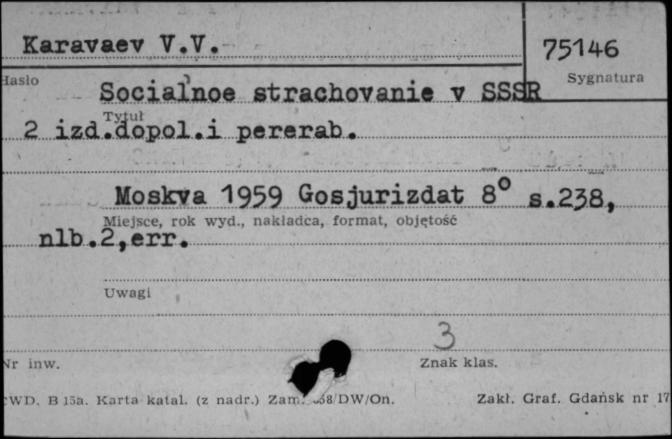 Karavaev V.V.
75146
Hasło
Sygnatura
Socialnoe strachovanie v SSSR
Tytuł
2 izd.dopol.i pererab.
Moskva 1959 Gosjurizdat 8° s.238,
Miejsce, rok wyd., nakładca, format, objętość
nlb.2,err.
Uwagi
3
Nr inw.
Znak klas.
WD. B 15a. Karta katal. (z nadr.) Zam. 58/DW/On.
Zakł. Graf. Gdańsk nr 17